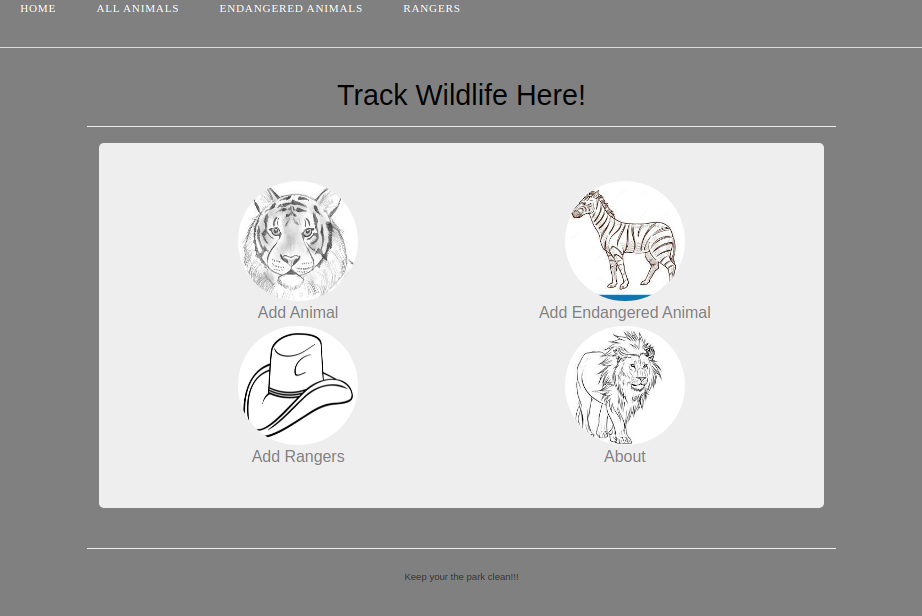 HOME ALL ANIMALS ENDANGERED ANIMALS RANGERS
Track Wildlife Here!
Add Animal Add Endangered Animal
Add Rangers About
Keep your the park clean!!!